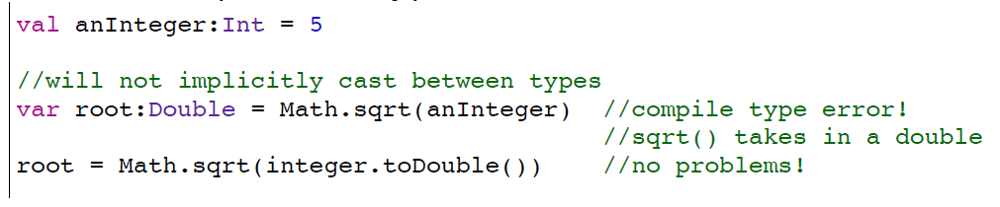 val anInteger:Int = 5
//will not implicitly cast between types
var root:Double = Math.sqrt(anInteger)  //compile type error!
//sqrt() takes in a double
root = Math.sqrt(integer.toDouble())    //no problems!